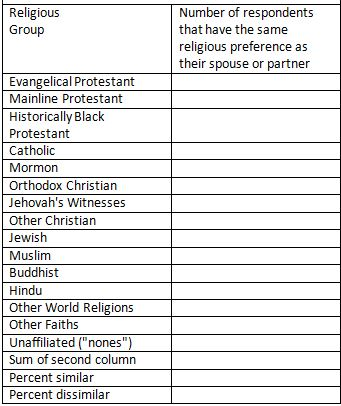 Religious
Group
Number of respondents
that have the same
religious preference as
their spouse or partner
Evangelical Protestant
Mainline Protestant
Historically Black
Protestant
Catholic
Mormon
Orthodox Christian
Jehovah's Witnesses
Other Christian
Jewish
Muslim
Buddhist
Hindu
Other World Religions
Other Faiths
Unaffiliated ("nones")
Sum of second column
Percent similar
Percent dissimilar